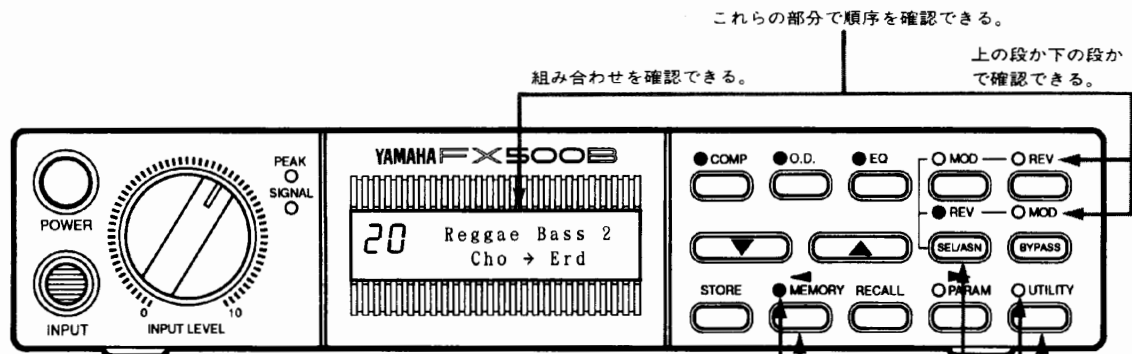 これらの部分で順序を確認できる。
上の段か下の段か
で確認できる。
組み合わせを確認できる。
YAMAHA FX500B
PEAK
SIGNAL
POWER
INPUT
0
10
INPUT LEVEL
20 Reggae Bass 2
Cho → Erd
COMP O.D. EQ MOD REV
REV MOD
▼ ▲ SEL/ASN BYPASS
◀ ▶
STORE MEMORY RECALL PARAM UTILITY